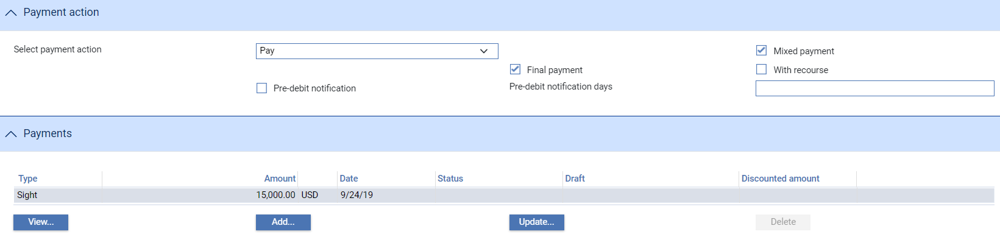 Payment action
Select payment action
Pay
Mixed payment
Final payment
With recourse
Pre-debit notification
Pre-debit notification days
Payments
Type Amount Date Status Draft Discounted amount
Sight 15,000.00 USD 9/24/19
View... Add... Update... Delete